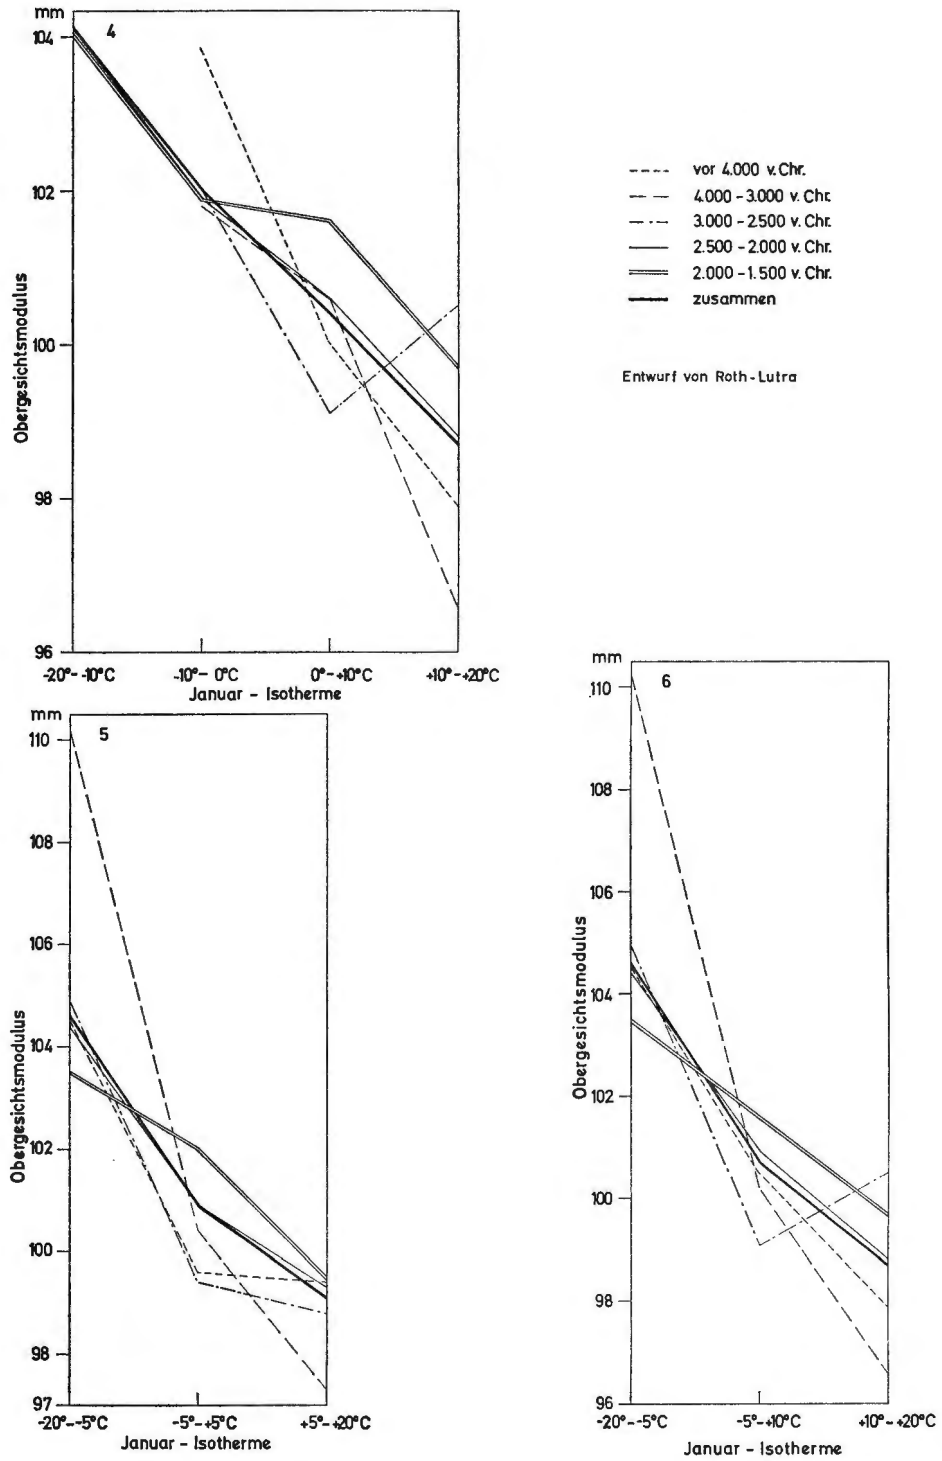 mm
4
104
102
100
98
96
Obergesichtsmodulus
-20°--10°C
-10°- 0°C
0°-+10°C
+10°-+20°C
Januar - Isotherme
vor 4.000 v. Chr.
4.000 - 3.000 v. Chr.
3.000 - 2500 v. Chr.
2.500 - 2.000 v. Chr.
2.000 - 1.500 v. Chr.
zusammen
Entwurf von Roth - Lutra
mm
5
110
108
106
104
102
100
98
97
Obergesichtsmodulus
-20°--5°C
-5°-+5°C
+5°-+20°C
Januar - Isotherme
mm
6
110
108
106
104
102
100
98
96
Obergesichtsmodulus
-20°--5°C
-5°-+10°C
+10°-+20°C
Januar - Isotherme